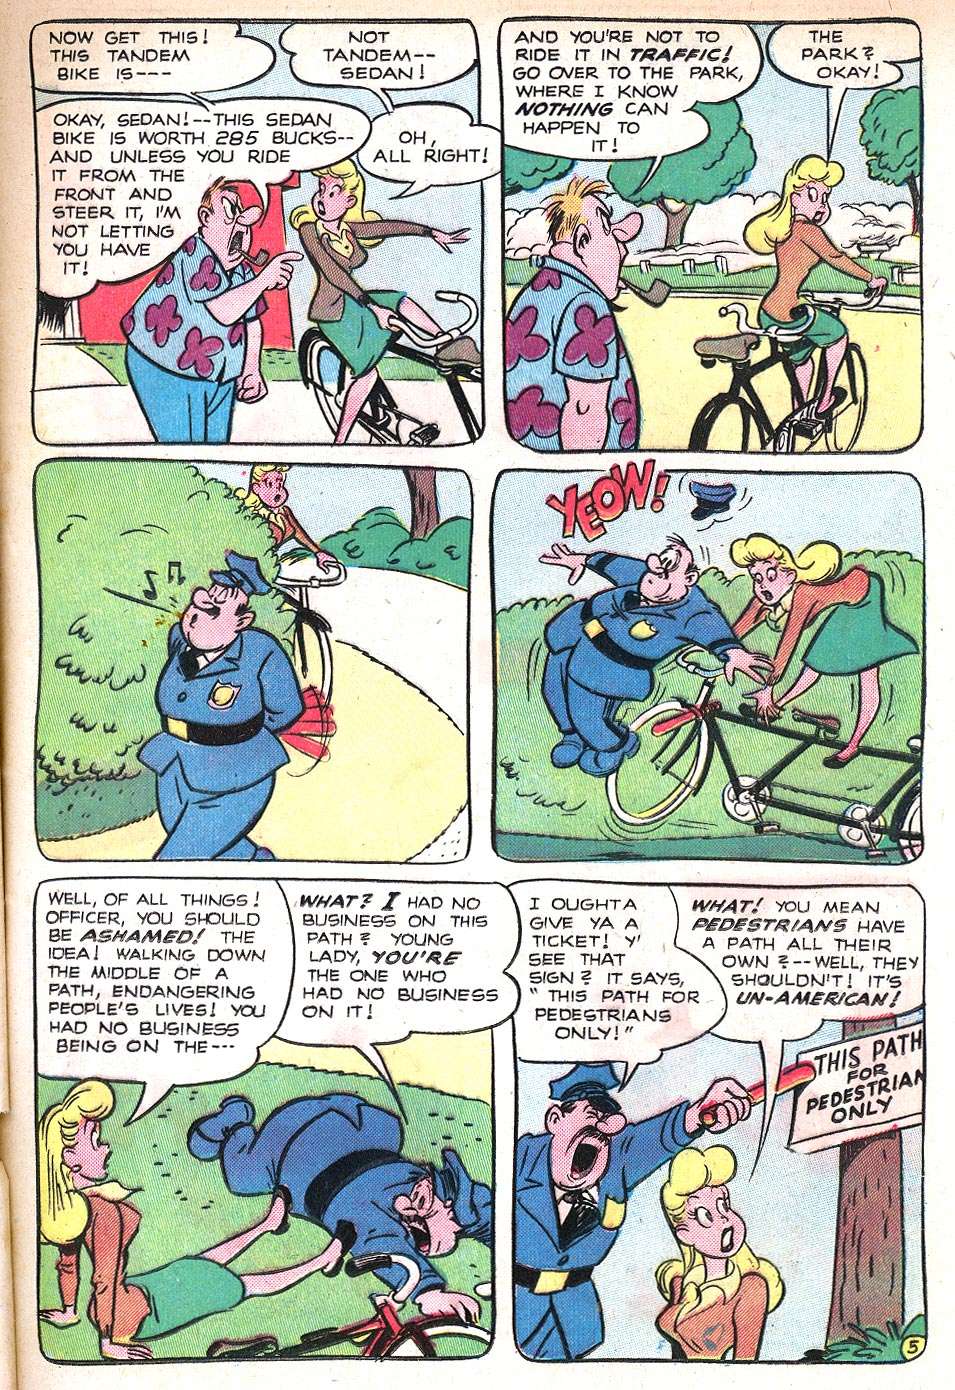 NOW GET THIS!
THIS TANDEM
BIKE IS---
NOT
TANDEM--
SEDAN!
OKAY, SEDAN!--THIS SEDAN
BIKE IS WORTH 285 BUCKS--
AND UNLESS YOU RIDE
IT FROM THE
FRONT AND
STEER IT, I'M
NOT LETTING
YOU HAVE
IT!
OH,
ALL RIGHT!
AND YOU'RE NOT TO
RIDE IT IN TRAFFIC!
GO OVER TO THE PARK,
WHERE I KNOW
NOTHING CAN
HAPPEN TO
IT!
THE
PARK?
OKAY!
YEOW!
WELL, OF ALL THINGS!
OFFICER, YOU SHOULD
BE ASHAMED! THE
IDEA! WALKING DOWN
THE MIDDLE OF A
PATH, ENDANGERING
PEOPLE'S LIVES! YOU
HAD NO BUSINESS
BEING ON THE---
WHAT? I HAD NO
BUSINESS ON THIS
PATH? YOUNG
LADY, YOU'RE
THE ONE WHO
HAD NO BUSINESS
ON IT!
I OUGHTA
GIVE YA A
TICKET! Y'
SEE THAT
SIGN? IT SAYS,
"THIS PATH FOR
PEDESTRIANS
ONLY!"
WHAT! YOU MEAN
PEDESTRIANS HAVE
A PATH ALL THEIR
OWN?--WELL, THEY
SHOULDN'T! IT'S
UN-AMERICAN!
THIS PATH
FOR
PEDESTRIAN
ONLY
5